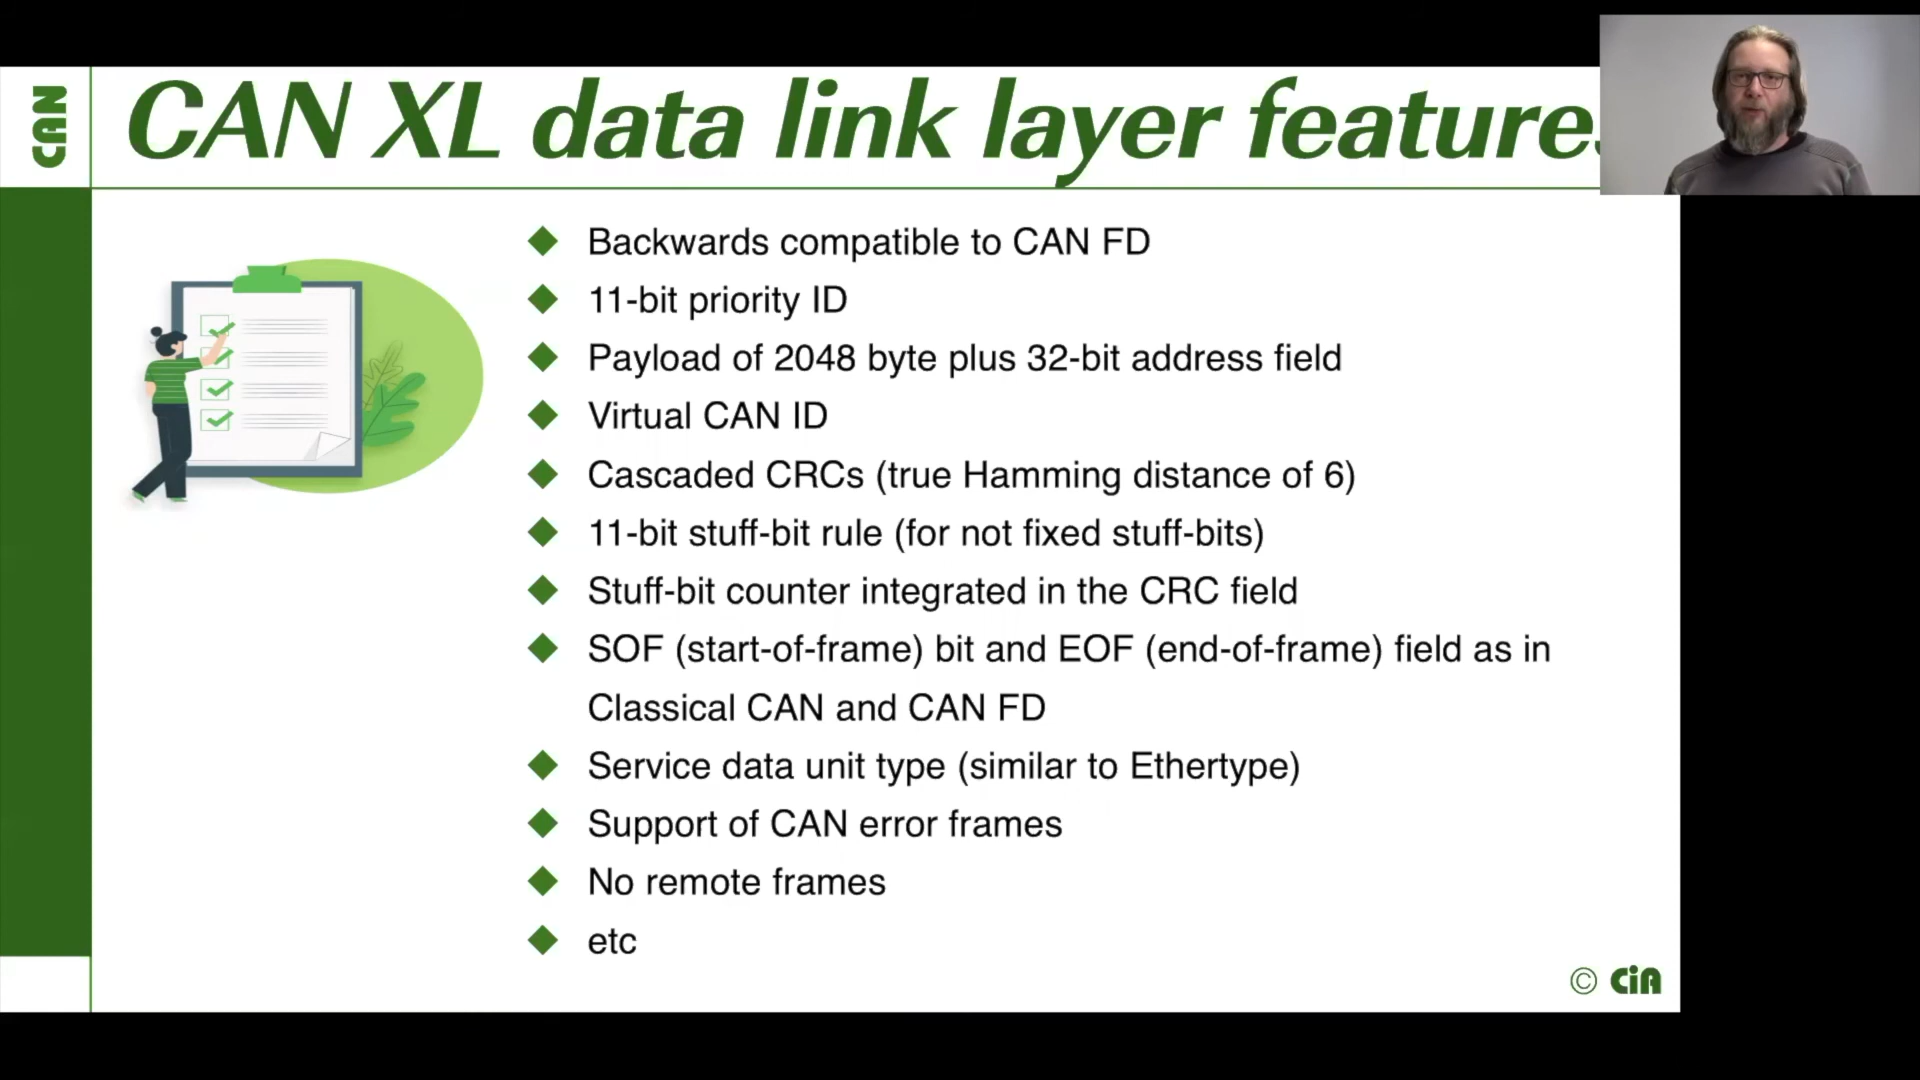 CAN
CAN XL data link layer feature
Backwards compatible to CAN FD
11-bit priority ID
Payload of 2048 byte plus 32-bit address field
Virtual CAN ID
Cascaded CRCs (true Hamming distance of 6)
11-bit stuff-bit rule (for not fixed stuff-bits)
Stuff-bit counter integrated in the CRC field
SOF (start-of-frame) bit and EOF (end-of-frame) field as in
Classical CAN and CAN FD
Service data unit type (similar to Ethertype)
Support of CAN error frames
No remote frames
etc
© CiA